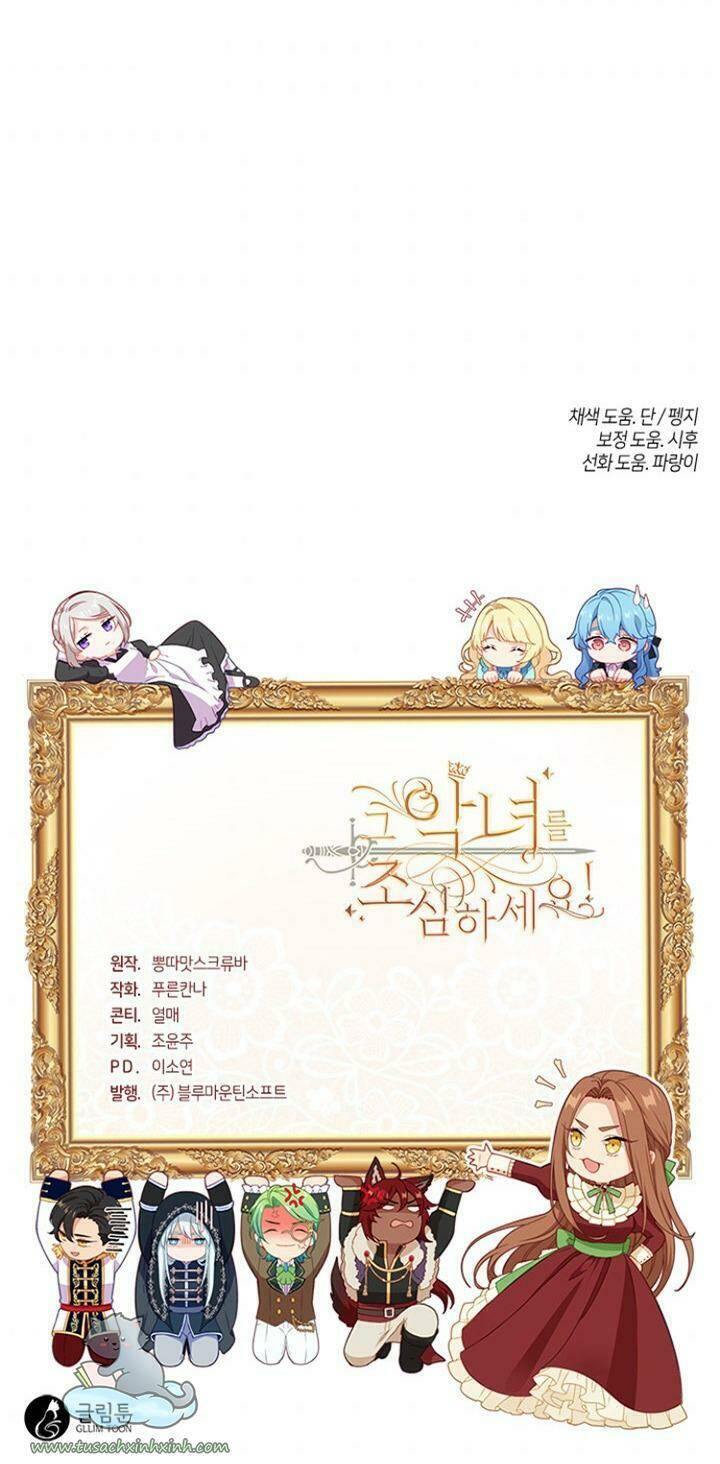 채색 도움. 단 / 펭지
보정 도움. 시후
선화 도움. 파랑이
그 악녀를
조심하세요!
원작. 뽕따맛스크류바
작화. 푸른칸나
콘티. 열매
기획. 조윤주
PD. 이소연
발행. (주) 블루마운틴소프트
글림툰
GLLIM TOON
www.tusachxinhxinh.com